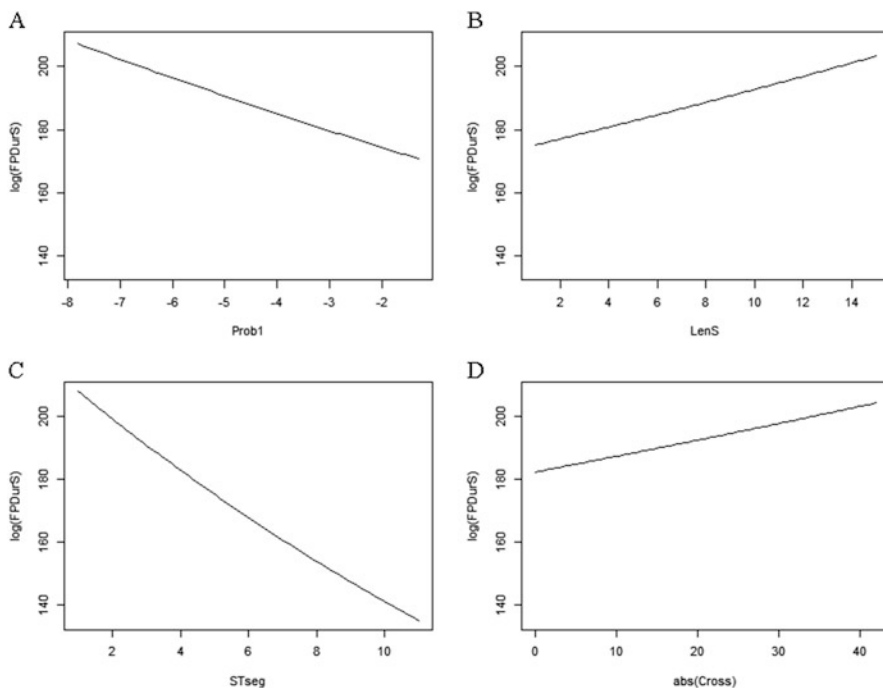 A
log(FPDurS)
140 160 180 200
-8 -7 -6 -5 -4 -3 -2
Prob1
B
log(FPDurS)
140 160 180 200
2 4 6 8 10 12 14
LenS
C
log(FPDurS)
140 160 180 200
2 4 6 8 10
STseg
D
log(FPDurS)
140 160 180 200
0 10 20 30 40
abs(Cross)